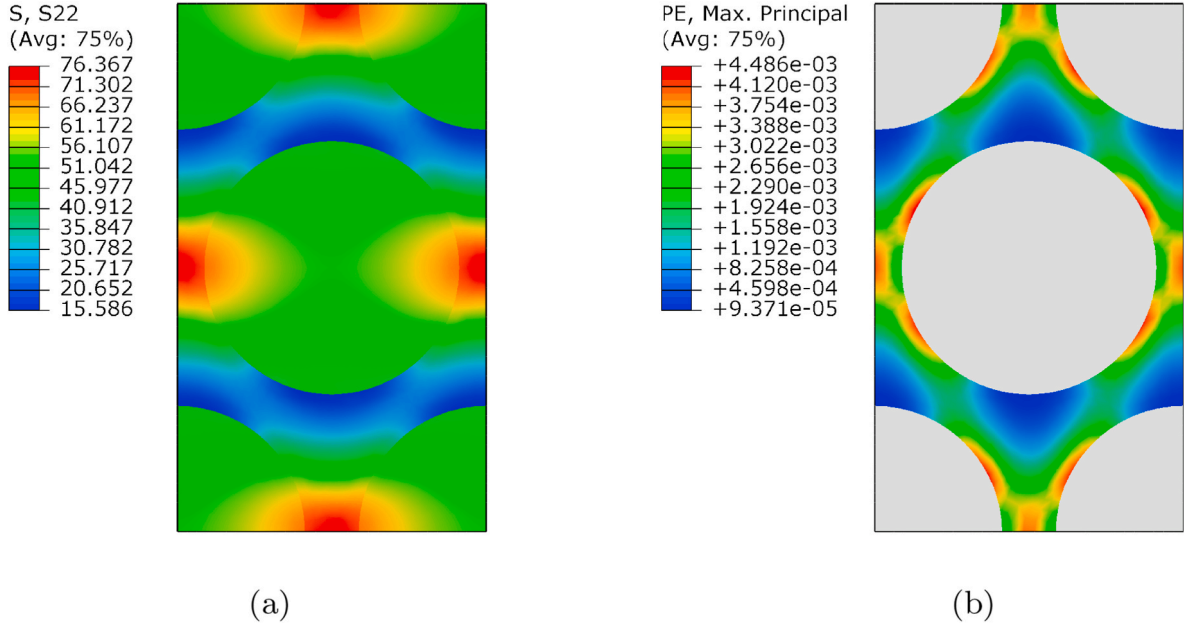 S, S22
(Avg: 75%)
76.367
71.302
66.237
61.172
56.107
51.042
45.977
40.912
35.847
30.782
25.717
20.652
15.586
(a)
PE, Max. Principal
(Avg: 75%)
+4.486e-03
+4.120e-03
+3.754e-03
+3.388e-03
+3.022e-03
+2.656e-03
+2.290e-03
+1.924e-03
+1.558e-03
+1.192e-03
+8.258e-04
+4.598e-04
+9.371e-05
(b)